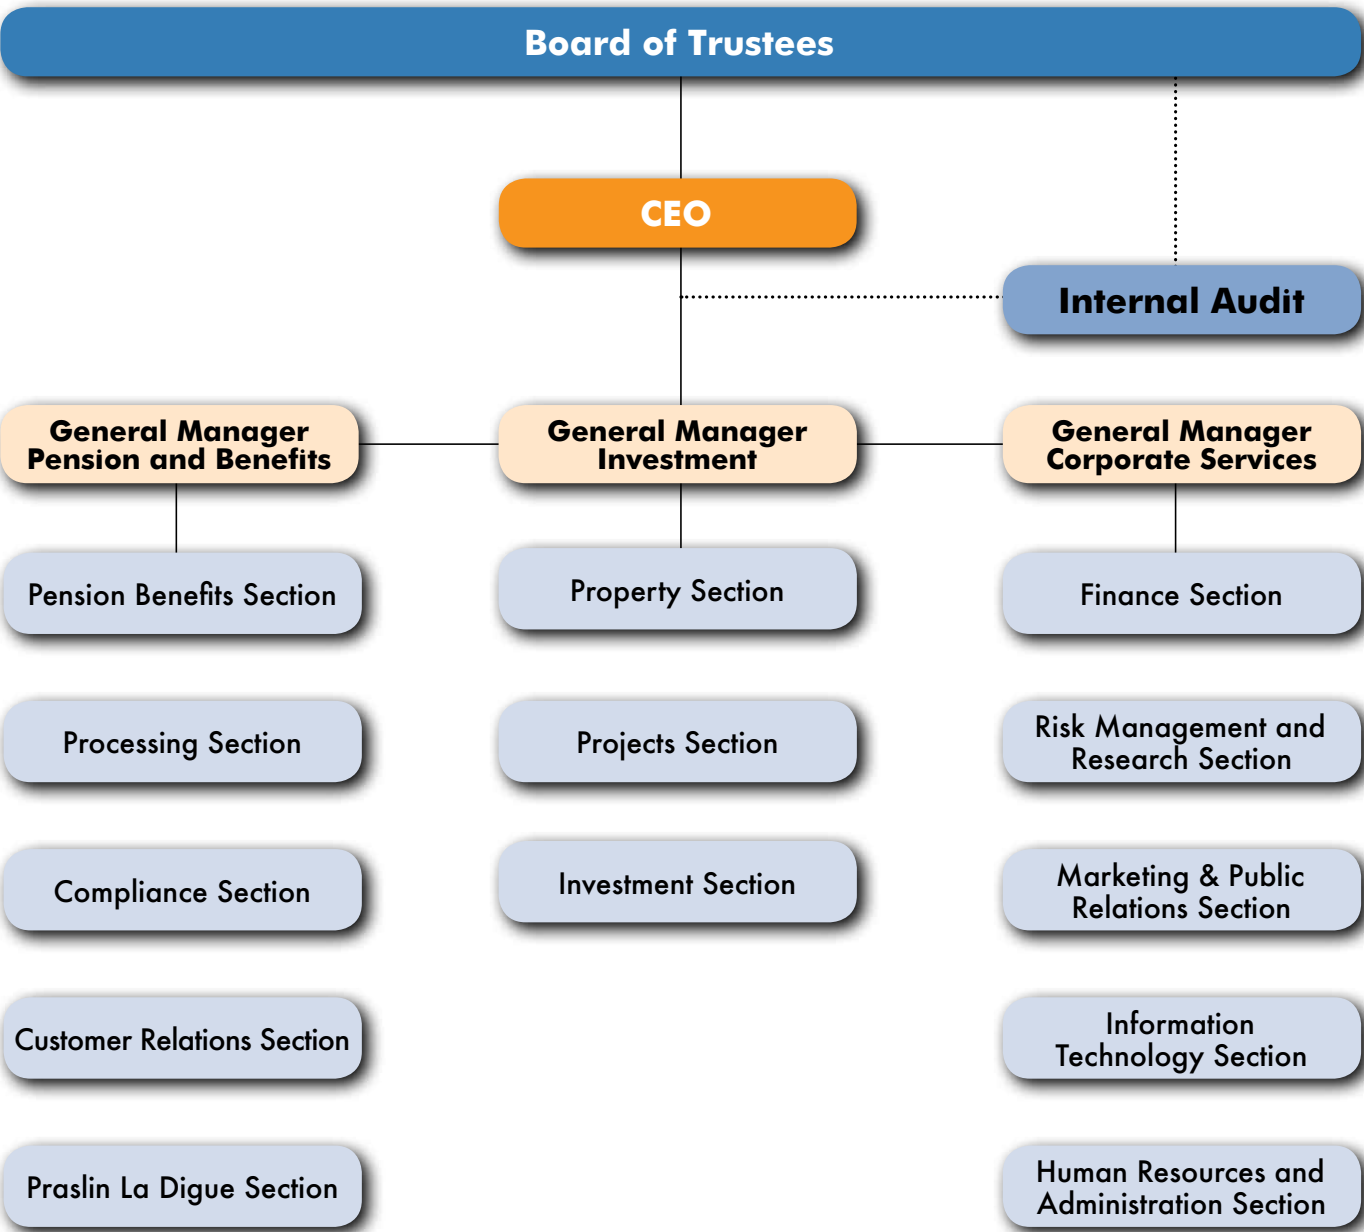 Board of Trustees
CEO
Internal Audit
General Manager
Pension and Benefits
General Manager
Investment
General Manager
Corporate Services
Pension Benefits Section
Property Section
Finance Section
Processing Section
Projects Section
Risk Management and
Research Section
Compliance Section
Investment Section
Marketing & Public
Relations Section
Customer Relations Section
Information
Technology Section
Praslin La Digue Section
Human Resources and
Administration Section